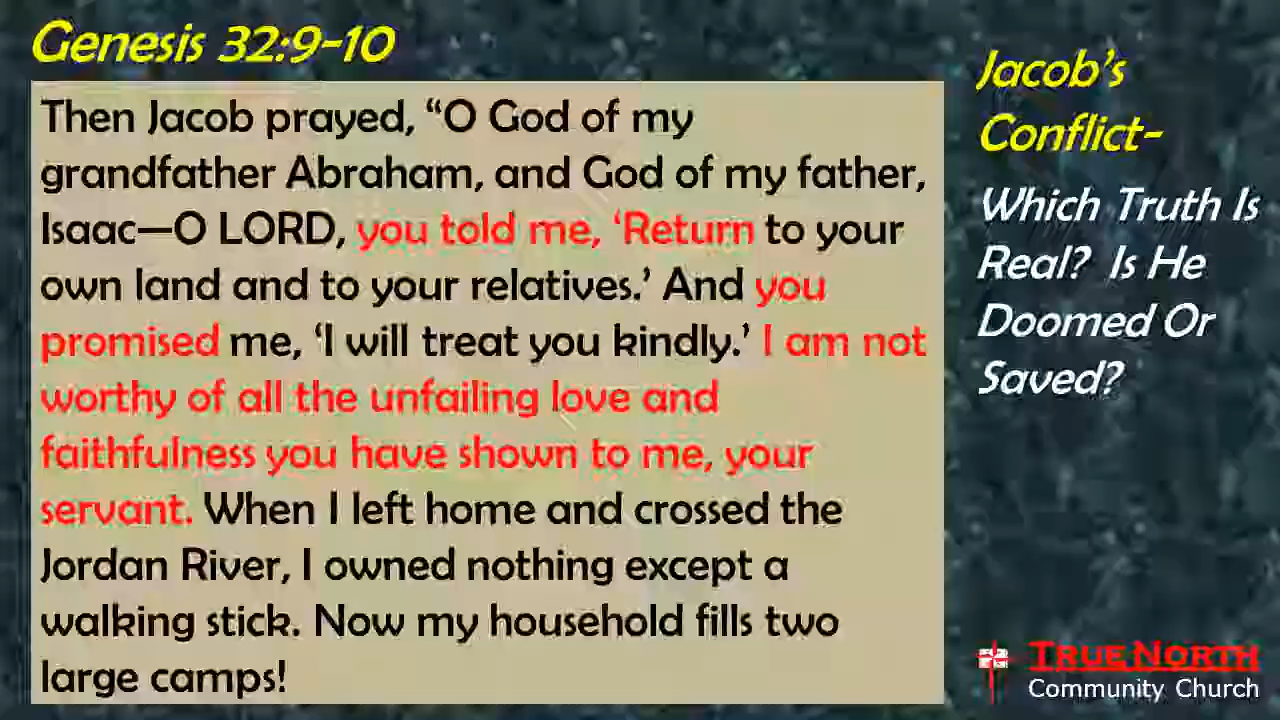 Genesis 32:9-10
Then Jacob prayed, “O God of my
grandfather Abraham, and God of my father,
Isaac—O LORD, you told me, ‘Return to your
own land and to your relatives.’ And you
promised me, ‘I will treat you kindly.’ I am not
worthy of all the unfailing love and
faithfulness you have shown to me, your
servant. When I left home and crossed the
Jordan River, I owned nothing except a
walking stick. Now my household fills two
large camps!
Jacob’s
Conflict-
Which Truth Is
Real? Is He
Doomed Or
Saved?
TRUE NORTH
Community Church